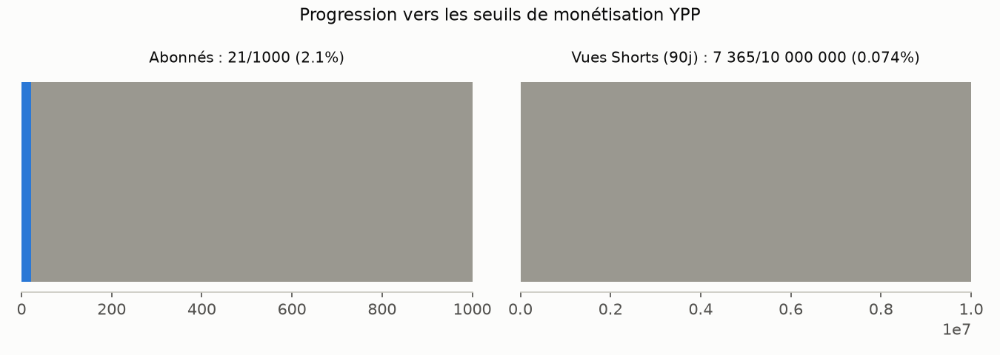 Progression vers les seuils de monétisation YPP
Abonnés : 21/1000 (2.1%)
Vues Shorts (90j) : 7 365/10 000 000 (0.074%)
0 200 400 600 800 1000
0.0 0.2 0.4 0.6 0.8 1.0
1e7